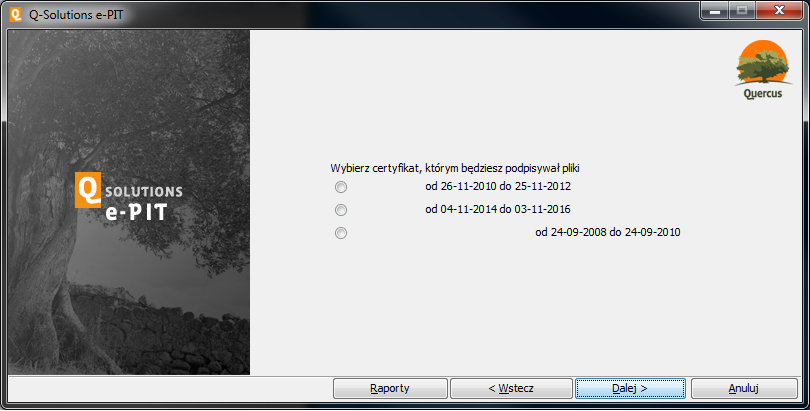 Q-Solutions e-PIT
Quercus
Wybierz certyfikat, którym będziesz podpisywał pliki
od 26-11-2010 do 25-11-2012
od 04-11-2014 do 03-11-2016
od 24-09-2008 do 24-09-2010
Q SOLUTIONS
e-PIT
Raporty
< Wstecz
Dalej >
Anuluj